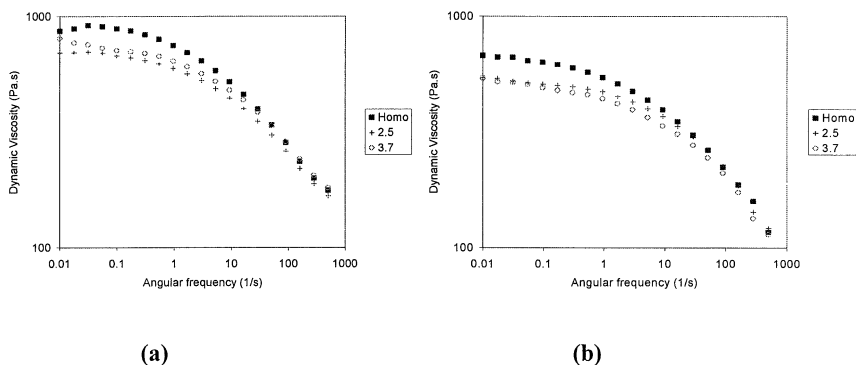 1000
Dynamic Viscosity (Pa.s)
100
0.01 0.1 1 10 100 1000
Angular frequency (1/s)
Homo
2.5
3.7
(a)
1000
Dynamic Viscosity (Pa.s)
100
0.01 0.1 1 10 100 1000
Angular frequency (1/s)
Homo
2.5
3.7
(b)